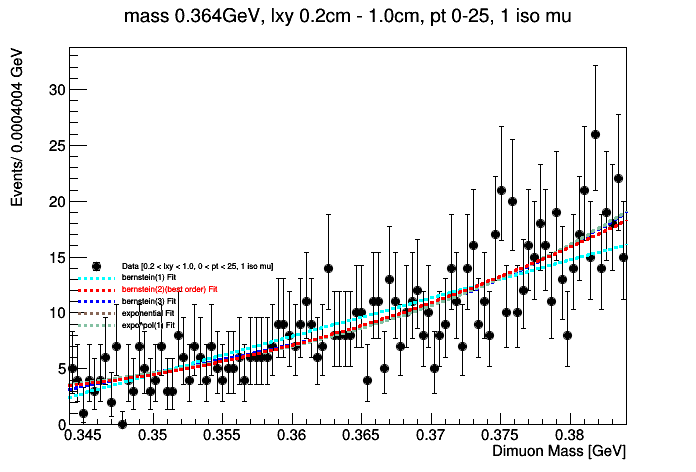 mass 0.364GeV, lxy 0.2cm - 1.0cm, pt 0-25, 1 iso mu
Events/ 0.0004004 GeV
30
25
20
15
10
5
0
Data [0.2 < lxy < 1.0, 0 < pt < 25, 1 iso mu]
bernstein(1) Fit
bernstein(2)(best order) Fit
bernstein(3) Fit
exponential Fit
expo*pol(1) Fit
0.345 0.35 0.355 0.36 0.365 0.37 0.375 0.38
Dimuon Mass [GeV]